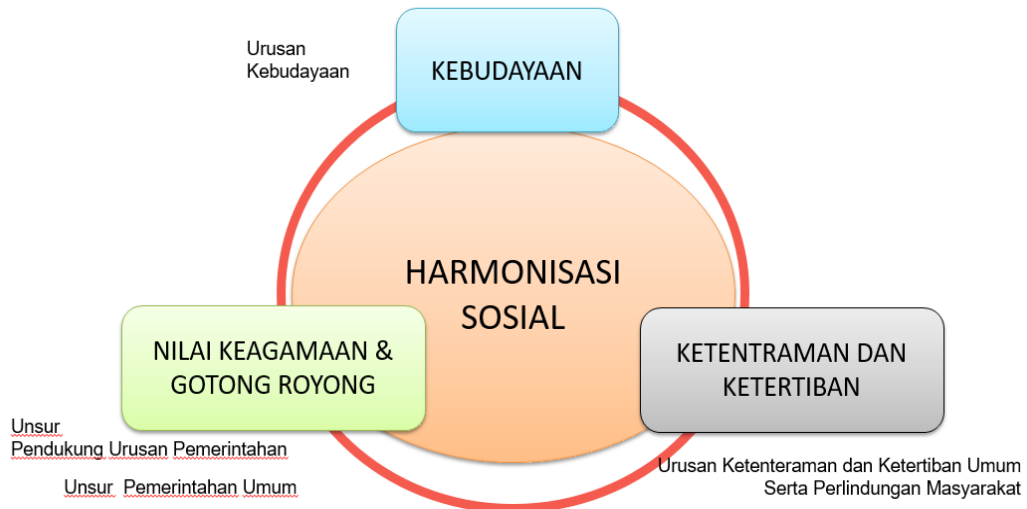 Urusan
Kebudayaan
KEBUDAYAAN
HARMONISASI
SOSIAL
NILAI KEAGAMAAN &
GOTONG ROYONG
KETENTRAMAN DAN
KETERTIBAN
Unsur
Pendukung Urusan Pemerintahan
Unsur Pemerintahan Umum
Urusan Ketenteraman dan Ketertiban Umum
Serta Perlindungan Masyarakat